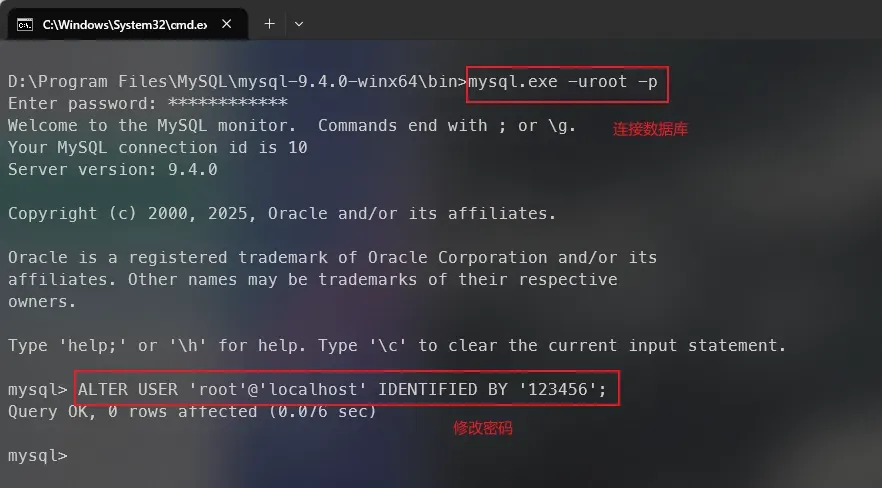 C:\Windows\System32\cmd.ex
D:\Program Files\MySQL\mysql-9.4.0-winx64\bin>mysql.exe -uroot -p
Enter password: ************
Welcome to the MySQL monitor.  Commands end with ; or \g.
连接数据库
Your MySQL connection id is 10
Server version: 9.4.0
Copyright (c) 2000, 2025, Oracle and/or its affiliates.
Oracle is a registered trademark of Oracle Corporation and/or its
affiliates. Other names may be trademarks of their respective
owners.
Type 'help;' or '\h' for help. Type '\c' to clear the current input statement.
mysql> ALTER USER 'root'@'localhost' IDENTIFIED BY '123456';
Query OK, 0 rows affected (0.076 sec)
修改密码
mysql>